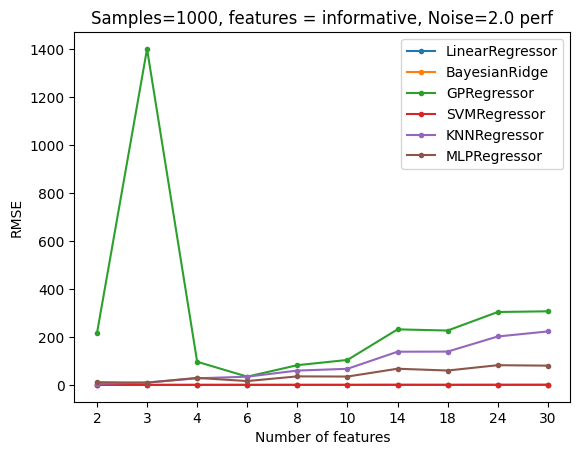 Samples=1000, features = informative, Noise=2.0 perf
LinearRegressor
BayesianRidge
GPRegressor
SVMRegressor
KNNRegressor
MLPRegressor
1400
1200
1000
800
600
400
200
0
RMSE
2 3 4 6 8 10 14 18 24 30
Number of features